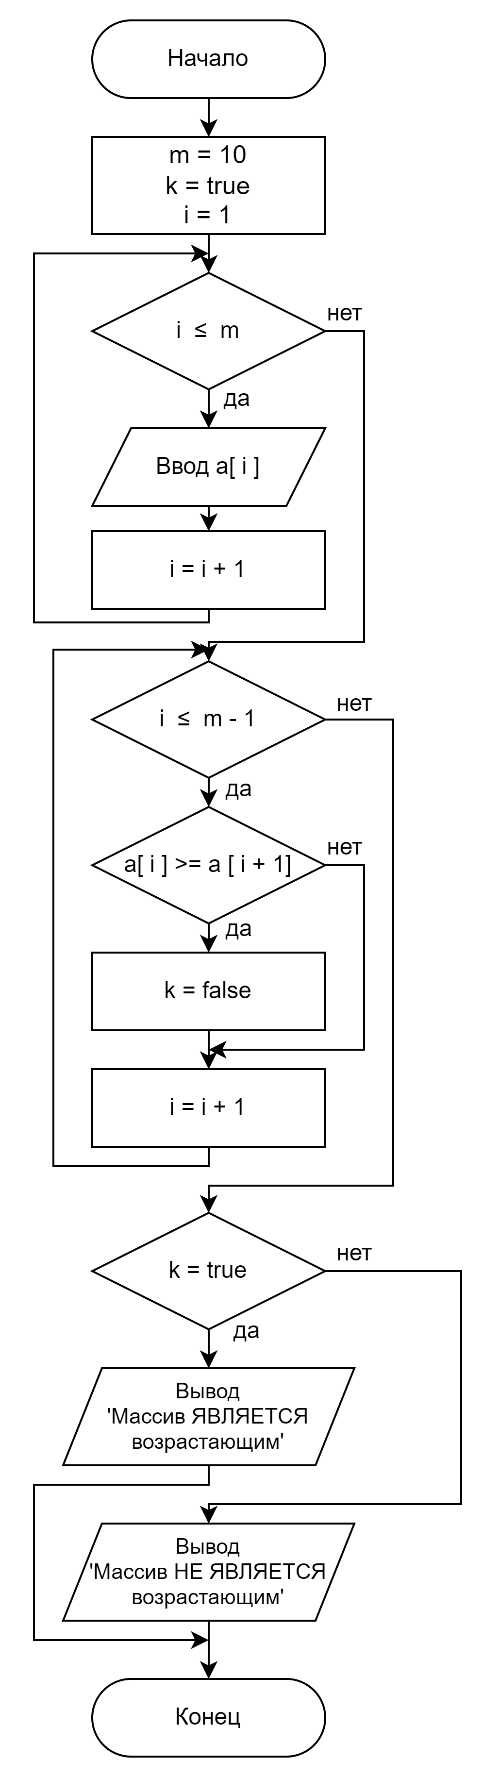 Начало
m = 10
k = true
i = 1
i ≤ m
нет
да
Ввод a[ i ]
i = i + 1
i ≤ m - 1
нет
да
a[ i ] >= a [ i + 1]
нет
да
k = false
i = i + 1
k = true
нет
да
Вывод
'Массив ЯВЛЯЕТСЯ
возрастающим'
Вывод
'Массив НЕ ЯВЛЯЕТСЯ
возрастающим'
Конец